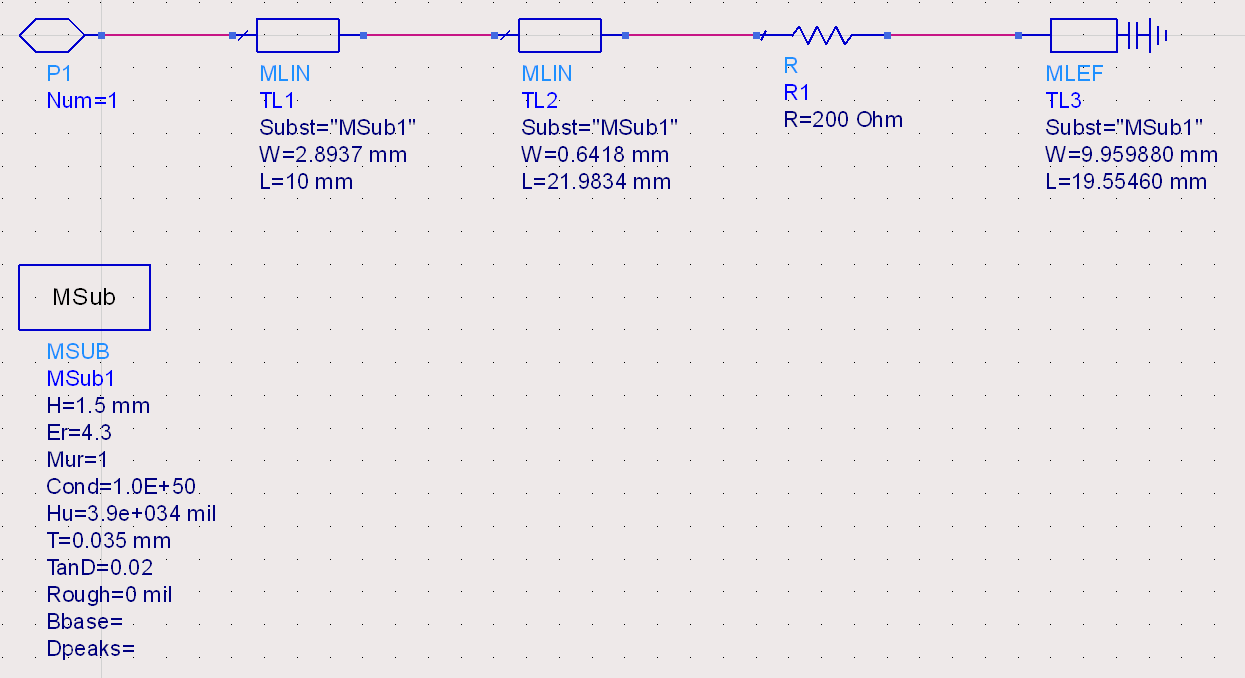 P1
Num=1
MLIN
TL1
Subst="MSub1"
W=2.8937 mm
L=10 mm
MLIN
TL2
Subst="MSub1"
W=0.6418 mm
L=21.9834 mm
R
R1
R=200 Ohm
MLEF
TL3
Subst="MSub1"
W=9.959880 mm
L=19.55460 mm
MSub
MSUB
MSub1
H=1.5 mm
Er=4.3
Mur=1
Cond=1.0E+50
Hu=3.9e+034 mil
T=0.035 mm
TanD=0.02
Rough=0 mil
Bbase=
Dpeaks=